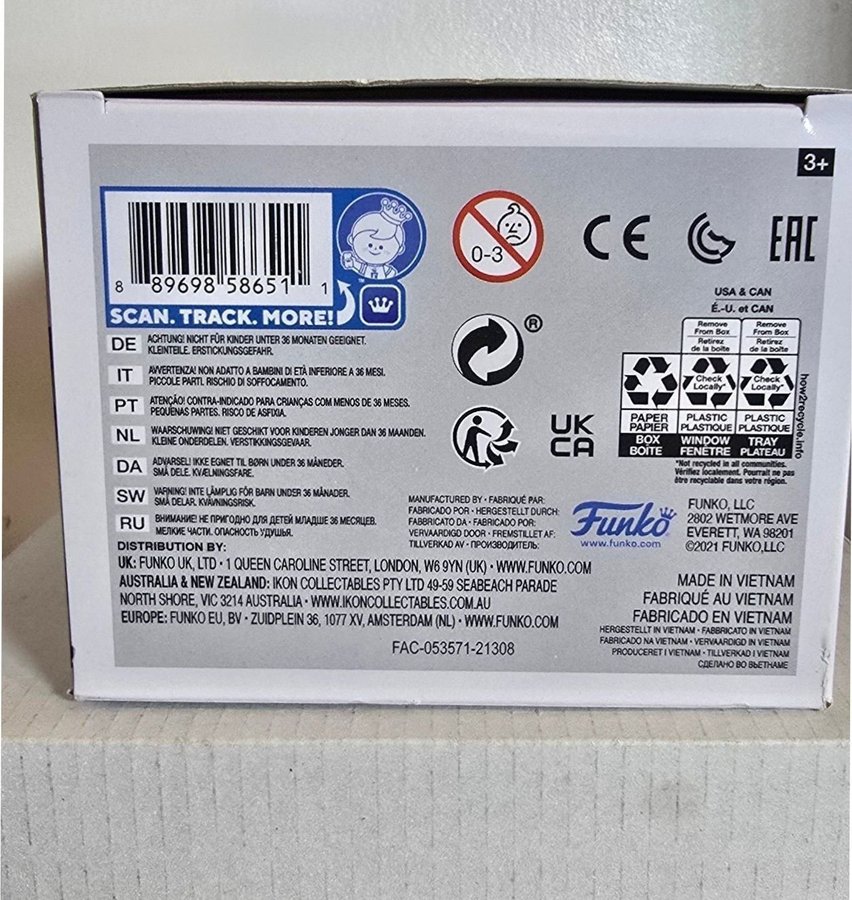 3+
8 89698 58651 1
™
SCAN. TRACK. MORE!
0-3
CE
EAC
®
UK
CA
USA & CAN
É.-U. et CAN
Remove From Box
Retirez de la boîte
Remove From Box
Retirez de la boîte
Check Locally*
Check Locally*
PAPER
PAPIER
BOX
BOÎTE
PLASTIC
PLASTIQUE
WINDOW
FENÊTRE
PLASTIC
PLASTIQUE
TRAY
PLATEAU
how2recycle.info
*Not recycled in all communities.
Vérifiez localement. Pourrait ne pas
être recyclable dans votre région.
DE ACHTUNG! NICHT FÜR KINDER UNTER 36 MONATEN GEEIGNET.
KLEINTEILE. ERSTICKUNGSGEFAHR.
IT AVVERTENZA! NON ADATTO A BAMBINI DI ETÀ INFERIORE A 36 MESI.
PICCOLE PARTI. RISCHIO DI SOFFOCAMENTO.
PT ATENÇÃO! CONTRA-INDICADO PARA CRIANÇAS COM MENOS DE 36 MESES.
PEQUENAS PARTES. RISCO DE ASFIXIA.
NL WAARSCHUWING! NIET GESCHIKT VOOR KINDEREN JONGER DAN 36 MAANDEN.
KLEINE ONDERDELEN. VERSTIKKINGSGEVAAR.
DA ADVARSEL! IKKE EGNET TIL BØRN UNDER 36 MÅNEDER.
SMÅ DELE. KVÆLNINGSFARE.
SW VARNING! INTE LÄMPLIG FÖR BARN UNDER 36 MÅNADER.
SMÅ DELAR. KVÄVNINGSRISK.
RU ВНИМАНИЕ! НЕ ПРИГОДНО ДЛЯ ДЕТЕЙ МЛАДШЕ 36 МЕСЯЦЕВ.
МЕЛКИЕ ЧАСТИ. ОПАСНОСТЬ УДУШЬЯ.
MANUFACTURED BY • FABRIQUÉ PAR:
FABRICADO POR • HERGESTELLT DURCH:
FABBRICATO DA • FABRICADO POR:
VERVAARDIGD DOOR • FREMSTILLET AF:
TILLVERKAD AV • ПРОИЗВОДИТЕЛЬ:
Funko
www.funko.com
FUNKO, LLC
2802 WETMORE AVE
EVERETT, WA 98201
©2021 FUNKO,LLC
DISTRIBUTION BY:
UK: FUNKO UK, LTD • 1 QUEEN CAROLINE STREET, LONDON, W6 9YN (UK) • WWW.FUNKO.COM
AUSTRALIA & NEW ZEALAND: IKON COLLECTABLES PTY LTD 49-59 SEABEACH PARADE
NORTH SHORE, VIC 3214 AUSTRALIA • WWW.IKONCOLLECTABLES.COM.AU
EUROPE: FUNKO EU, BV • ZUIDPLEIN 36, 1077 XV, AMSTERDAM (NL) • WWW.FUNKO.COM
FAC-053571-21308
MADE IN VIETNAM
FABRIQUÉ AU VIETNAM
FABRICADO EN VIETNAM
HERGESTELLT IN VIETNAM • FABBRICATO IN VIETNAM
FABRICADO NA VIETNAM • VERVAARDIGD IN VIETNAM
PRODUCERET I VIETNAM • TILLVERKAD I VIETNAM
СДЕЛАНО ВО ВЬЕТНАМЕ